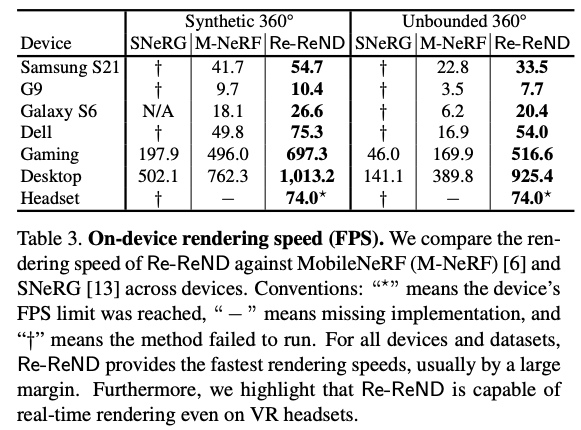 Synthetic 360° Unbounded 360°
Device SNeRG M-NeRF Re-ReND SNeRG M-NeRF Re-ReND
Samsung S21 † 41.7 54.7 † 22.8 33.5
G9 † 9.7 10.4 † 3.5 7.7
Galaxy S6 N/A 18.1 26.6 † 6.2 20.4
Dell † 49.8 75.3 † 16.9 54.0
Gaming 197.9 496.0 697.3 46.0 169.9 516.6
Desktop 502.1 762.3 1,013.2 141.1 389.8 925.4
Headset † – 74.0* † – 74.0*
Table 3. On-device rendering speed (FPS). We compare the ren-
dering speed of Re-ReND against MobileNeRF (M-NeRF) [6] and
SNeRG [13] across devices. Conventions: “*” means the device’s
FPS limit was reached, “ – ” means missing implementation, and
“†” means the method failed to run. For all devices and datasets,
Re-ReND provides the fastest rendering speeds, usually by a large
margin. Furthermore, we highlight that Re-ReND is capable of
real-time rendering even on VR headsets.